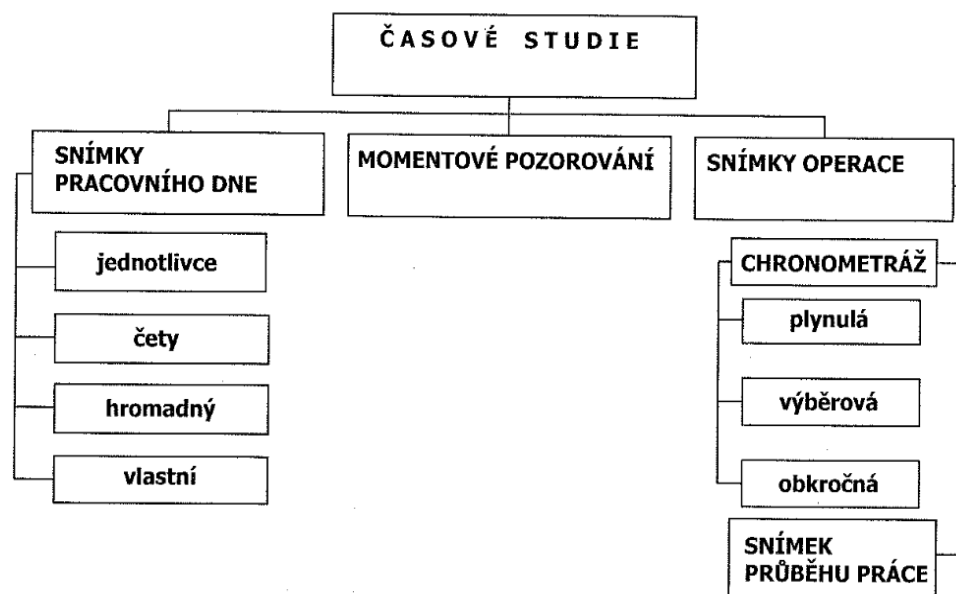 ČASOVÉ STUDIE
SNÍMKY
PRACOVNÍHO DNE
jednotlivce
čety
hromadný
vlastní
MOMENTOVÉ POZOROVÁNÍ
SNÍMKY OPERACE
CHRONOMETRÁŽ
plynulá
výběrová
obkročná
SNÍMEK
PRŮBĚHU PRÁCE